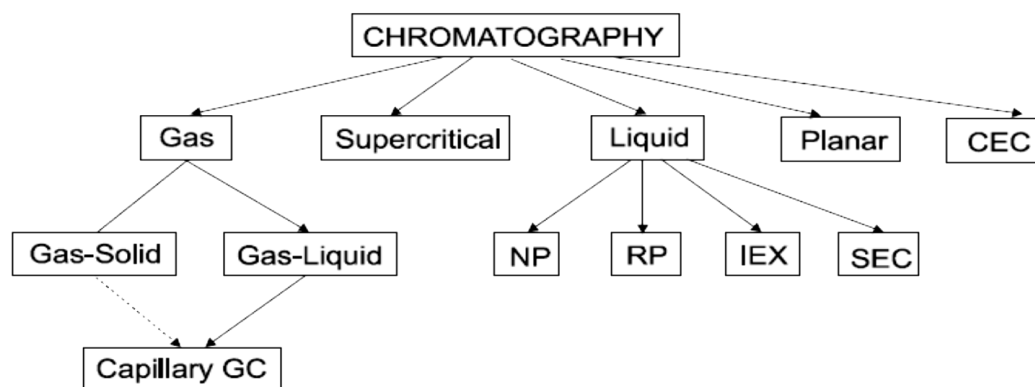 CHROMATOGRAPHY
Gas
Supercritical
Liquid
Planar
CEC
Gas-Solid
Gas-Liquid
NP
RP
IEX
SEC
Capillary GC